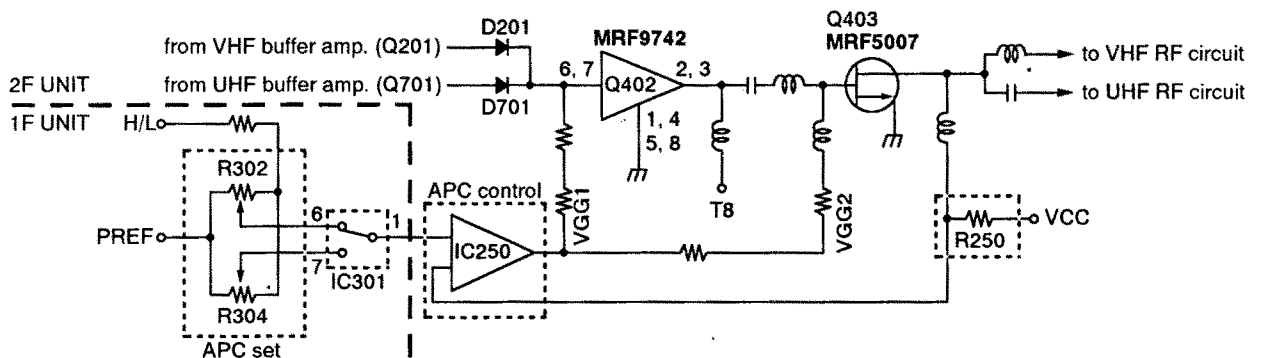 D201
Q403
MRF5007
from VHF buffer amp. (Q201)
MRF9742
to VHF RF circuit
from UHF buffer amp. (Q701)
6, 7
Q402
2, 3
to UHF RF circuit
2F UNIT
D701
1F UNIT
H/L
1, 4
5, 8
R302
APC control
T8
VGG1
VGG2
VCC
R250
PREF
6
1
7
IC301
IC250
R304
APC set